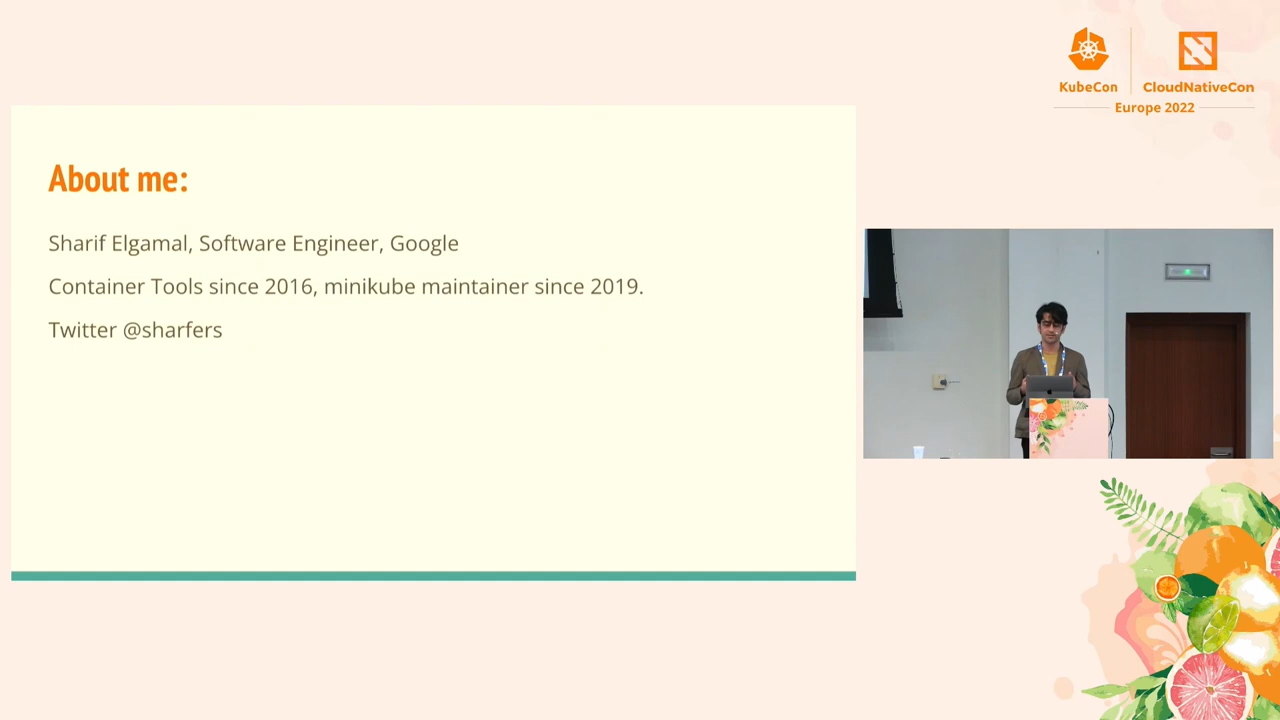 KubeCon
CloudNativeCon
Europe 2022
About me:
Sharif Elgamal, Software Engineer, Google
Container Tools since 2016, minikube maintainer since 2019.
Twitter @sharfers